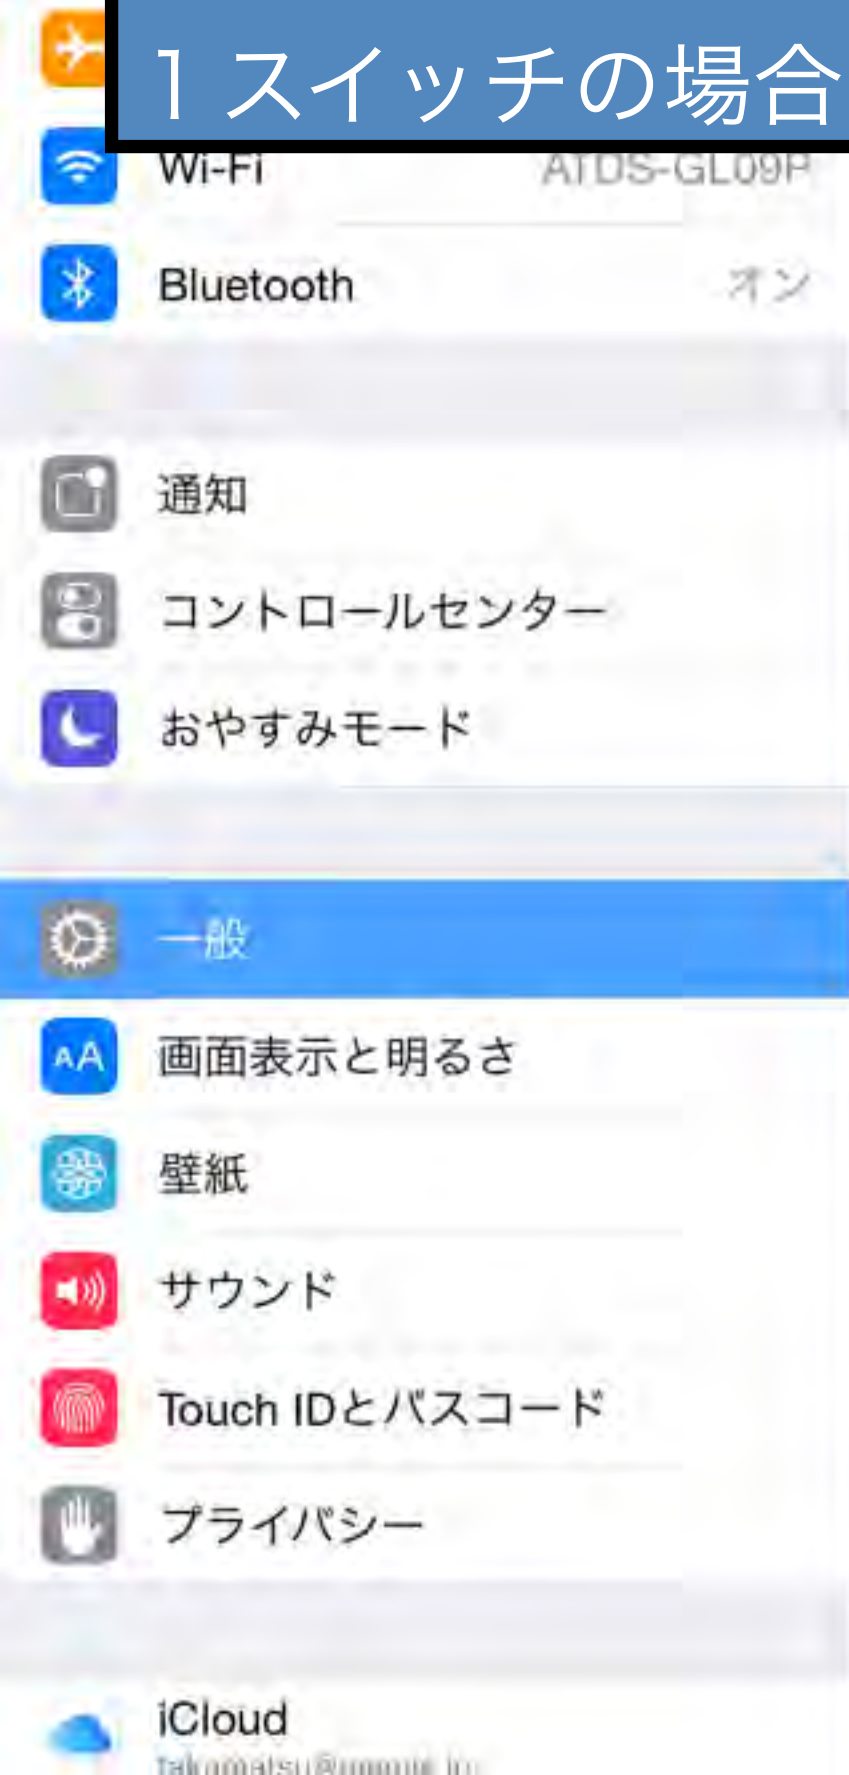 1スイッチの場合
Wi-Fi ATDS-GL09P
Bluetooth オン
通知
コントロールセンター
おやすみモード
一般
AA 画面表示と明るさ
壁紙
サウンド
Touch IDとパスコード
プライバシー
iCloud